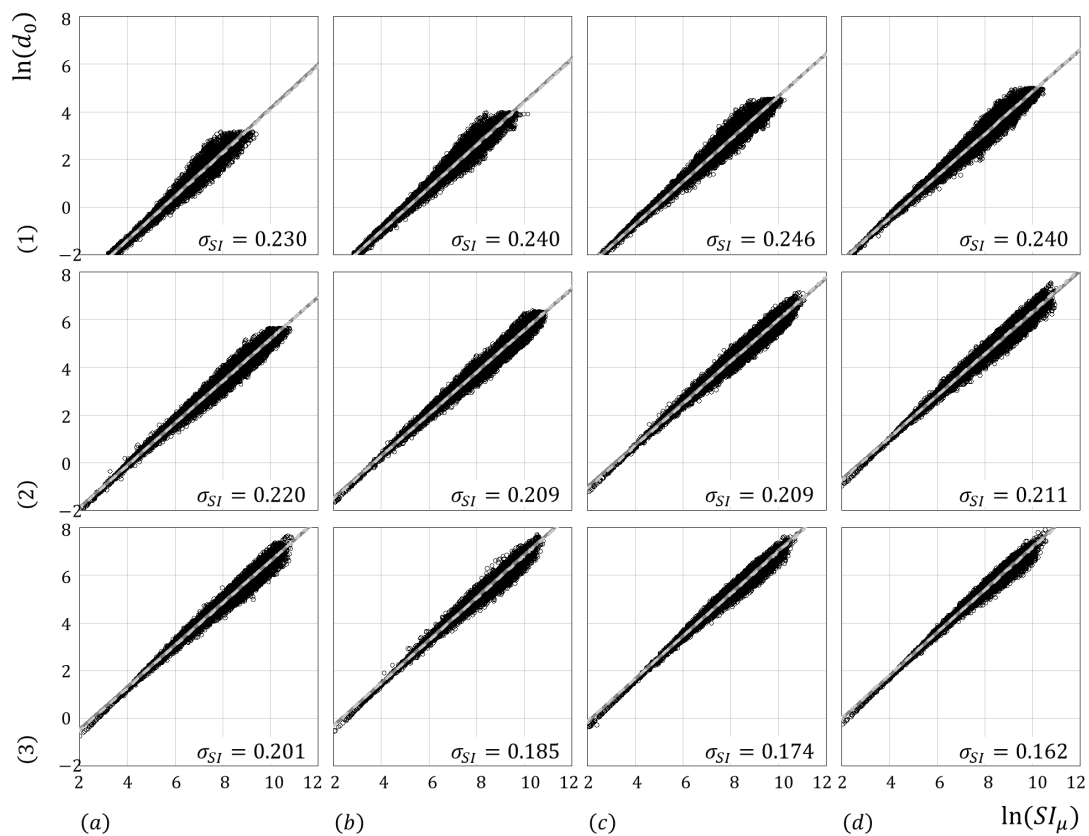 ln(d₀)
8
6
4
2
0
−2
(1)
σ_SI = 0.230
σ_SI = 0.240
σ_SI = 0.246
σ_SI = 0.240
8
6
4
2
0
−2
(2)
σ_SI = 0.220
σ_SI = 0.209
σ_SI = 0.209
σ_SI = 0.211
8
6
4
2
0
−2
(3)
σ_SI = 0.201
σ_SI = 0.185
σ_SI = 0.174
σ_SI = 0.162
2 4 6 8 10 12 2 4 6 8 10 12 2 4 6 8 10 12 2 4 6 8 10 12
(a) (b) (c) (d) ln(SI_μ)